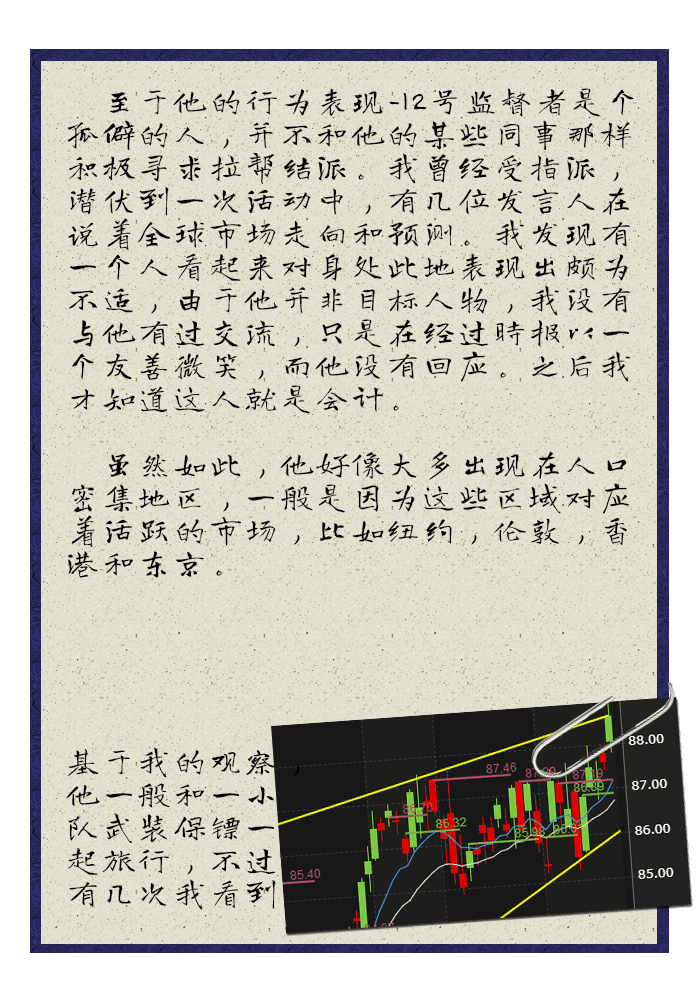 至于他的行为表现-12号监督者是个
孤僻的人，并不和他的某些同事那样
积极寻求拉帮结派。我曾经受指派，
潜伏到一次活动中，有几位发言人在
说着全球市场走向和预测。我发现有
一个人看起来对身处此地表现出颇为
不适，由于他并非目标人物，我没有
与他有过交流，只是在经过時报以一
个友善微笑，而他没有回应。之后我
才知道这人就是会计。
虽然如此，他好像大多出现在人口
密集地区，一般是因为这些区域对应
着活跃的市场，比如纽约，伦敦，香
港和东京。
基于我的观察，
他一般和一小
队武装保镖一
起旅行，不过
有几次我看到
88.00
87.46
87.00
86.32
86.00
85.40
85.00